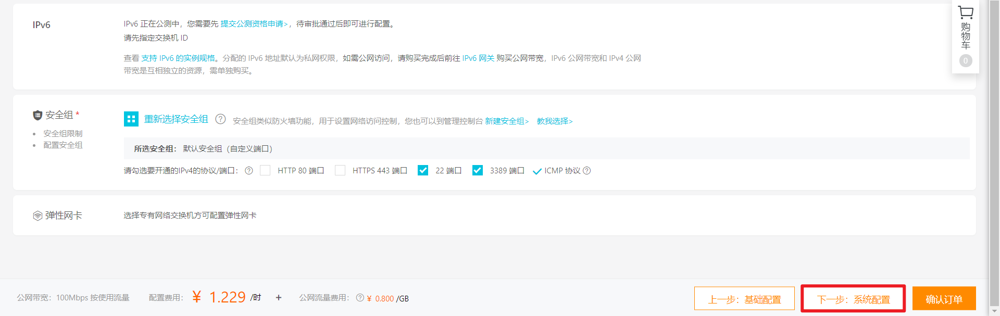 IPv6
IPv6 正在公测中，您需要先 提交公测资格申请>，待审批通过后即可进行配置。
请先指定交换机 ID
查看 支持 IPv6 的实例规格。分配的 IPv6 地址默认为私网权限，如需公网访问，请购买完成后前往 IPv6 网关 购买公网带宽，IPv6 公网带宽和 IPv4 公网
带宽是互相独立的资源，需单独购买。
购物车
0
安全组 *
• 安全组限制
• 配置安全组
重新选择安全组 ? 安全组类似防火墙功能，用于设置网络访问控制，您也可以到管理控制台 新建安全组> 教我选择>
所选安全组： 默认安全组（自定义端口）
请勾选要开通的IPv4的协议/端口： ? HTTP 80 端口 HTTPS 443 端口 22 端口 3389 端口 ICMP 协议 ?
弹性网卡
选择专有网络交换机方可配置弹性网卡
公网带宽：100Mbps 按使用流量 配置费用： ¥ 1.229 /时 + 公网流量费用： ? ¥ 0.800 /GB
上一步：基础配置
下一步：系统配置
确认订单